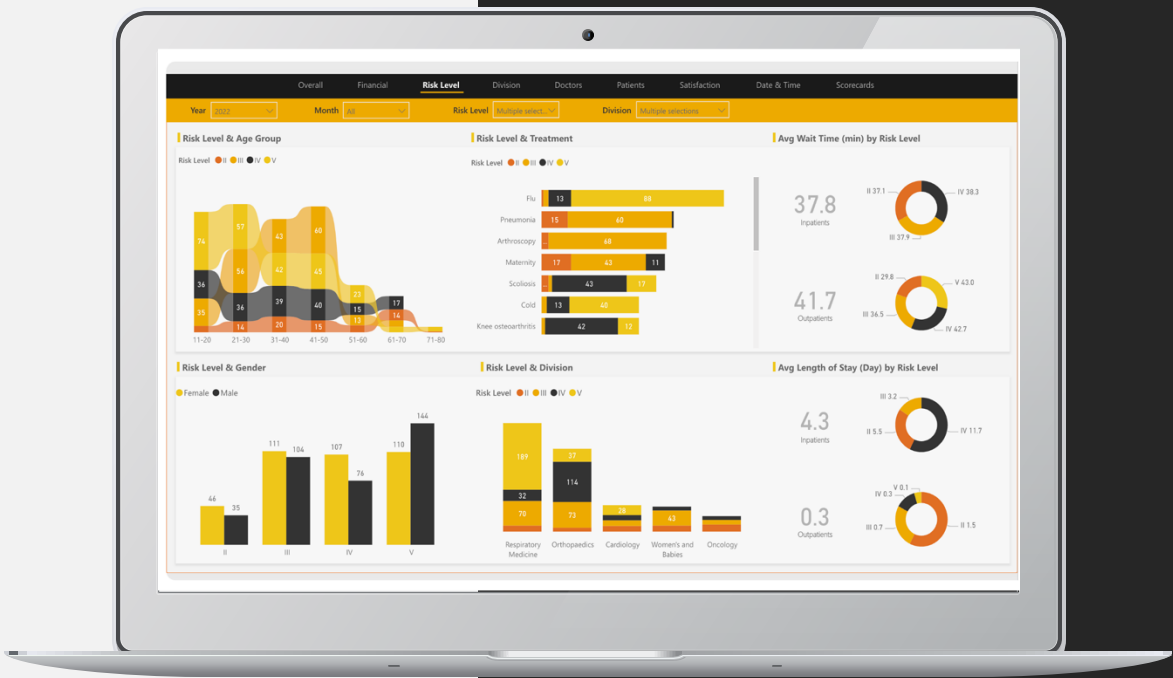 Overall Financial Risk Level Division Doctors Patients Satisfaction Date & Time Scorecards
Year 2022 Month All Risk Level Multiple select... Division Multiple selections
Risk Level & Age Group
Risk Level II III IV V
76 57 43 60
36 56 42 45 23
35 36 39 40 15 17
14 20 15 13 14
11-20 21-30 31-40 41-50 51-60 61-70 71-80
Risk Level & Treatment
Risk Level II III IV V
Flu 13 88
Pneumonia 15 60
Arthroscopy ... 68
Maternity 17 43 11
Scoliosis ... 43 17
Cold 13 40
Knee osteoarthritis 42 12
Avg Wait Time (min) by Risk Level
37.8
Inpatients
II 37.1
IV 38.3
III 37.9
41.7
Outpatients
II 29.8
V 43.0
III 36.5
IV 42.7
Risk Level & Gender
Female Male
46 35 111 104 107 76 110 144
II III IV V
Risk Level & Division
Risk Level II III IV V
189 32 70
37 114 73
28
43
Respiratory Medicine
Orthopaedics
Cardiology
Women's and Babies
Oncology
Avg Length of Stay (Day) by Risk Level
4.3
Inpatients
III 3.2
II 5.5
IV 11.7
0.3
Outpatients
V 0.1
IV 0.3
III 0.7
II 1.5